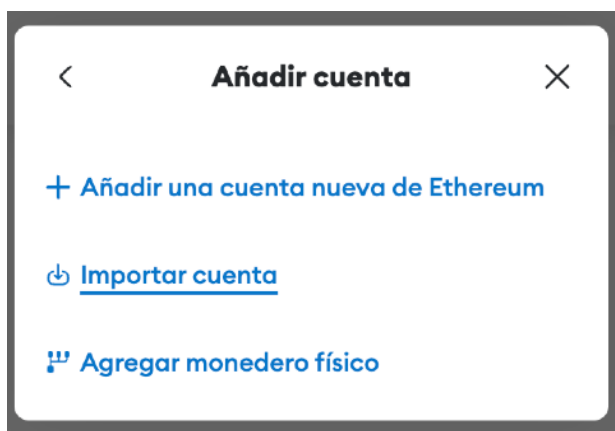 Añadir cuenta
Añadir una cuenta nueva de Ethereum
Importar cuenta
Agregar monedero físico